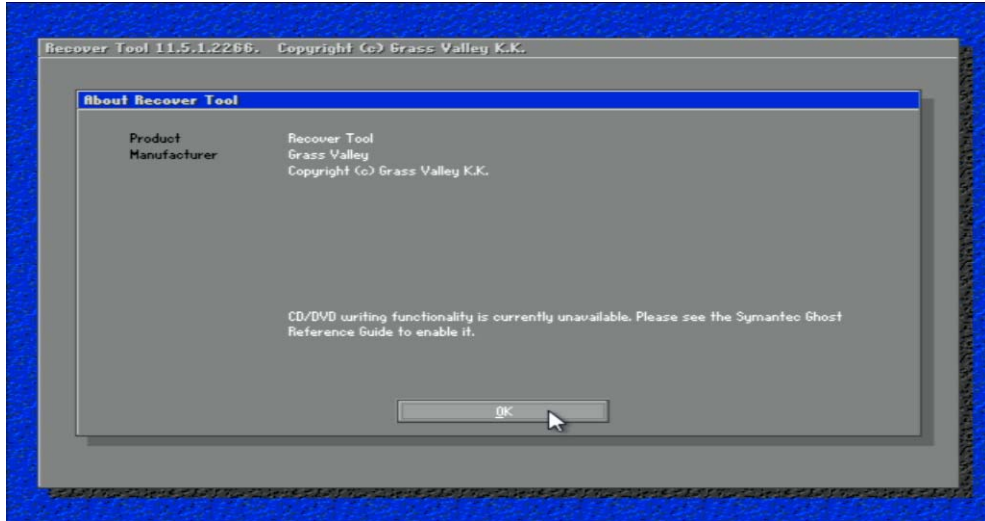 Recover Tool 11.5.1.2266.   Copyright (c) Grass Valley K.K.
About Recover Tool
Product Recover Tool
Manufacturer Grass Valley
Copyright (c) Grass Valley K.K.
CD/DVD writing functionality is currently unavailable. Please see the Symantec Ghost
Reference Guide to enable it.
OK